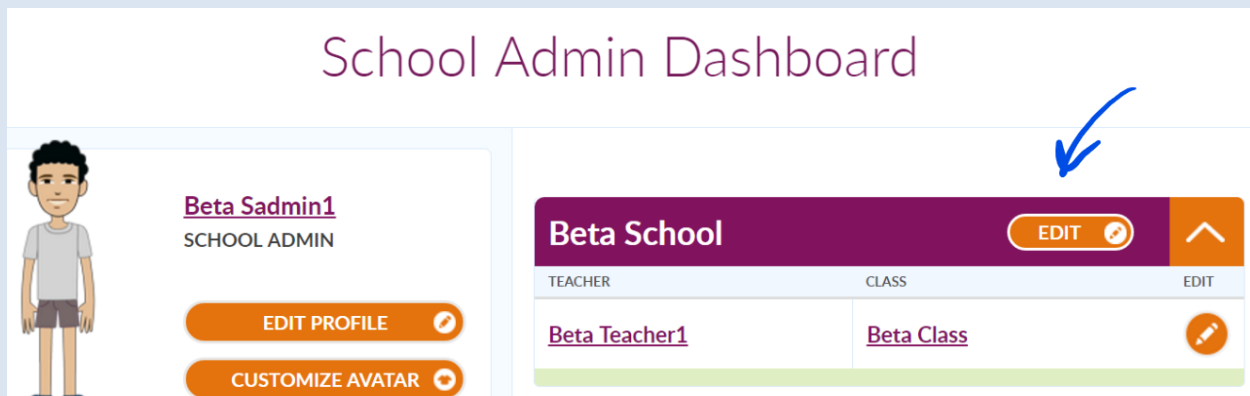 School Admin Dashboard
Beta Sadmin1
SCHOOL ADMIN
EDIT PROFILE
CUSTOMIZE AVATAR
Beta School EDIT
TEACHER CLASS EDIT
Beta Teacher1 Beta Class